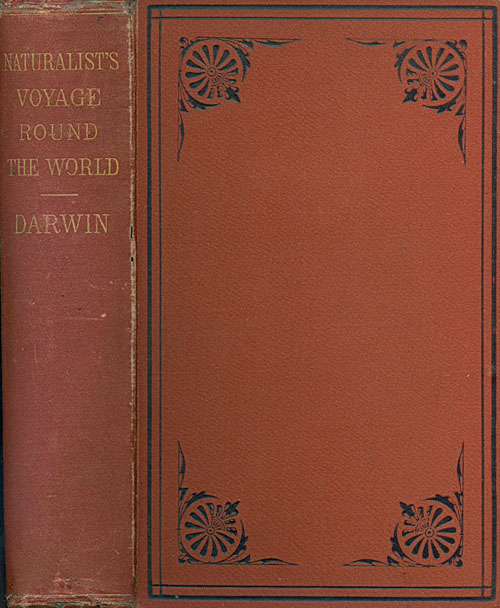 NATURALIST'S
VOYAGE
ROUND
THE WORLD
DARWIN